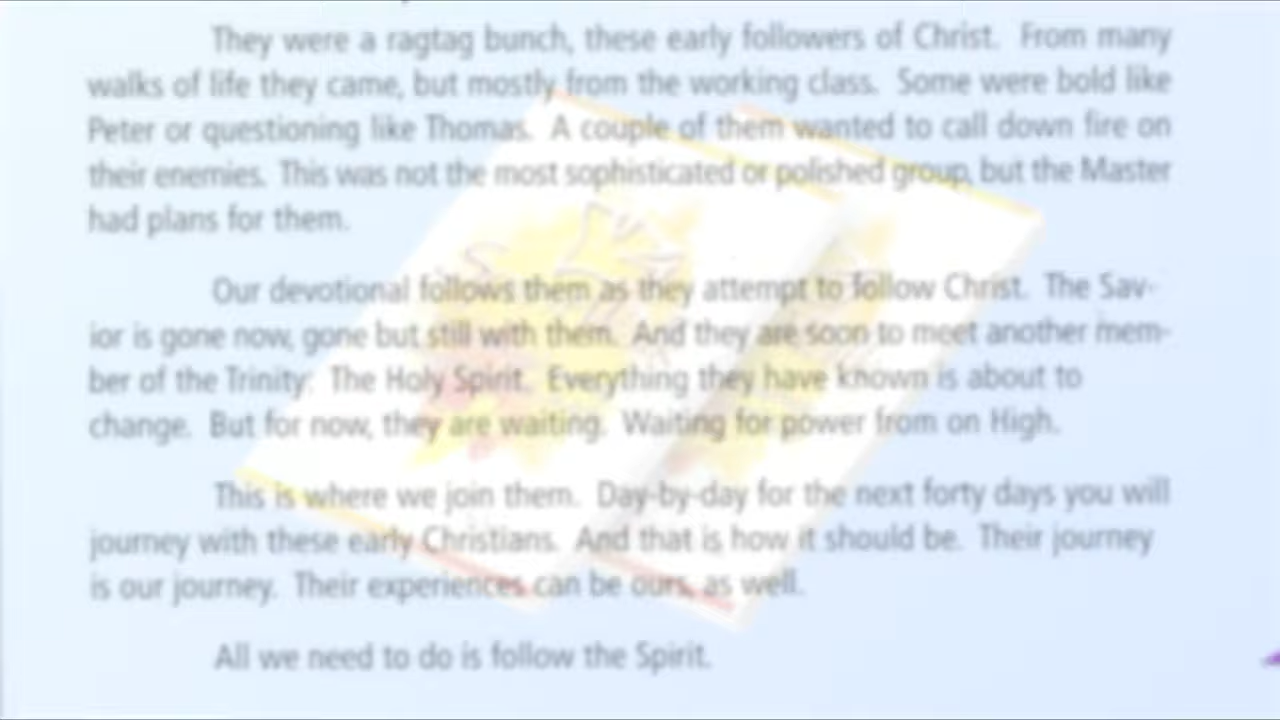 They were a ragtag bunch, these early followers of Christ. From many
walks of life they came, but mostly from the working class. Some were bold like
Peter or questioning like Thomas. A couple of them wanted to call down fire on
their enemies. This was not the most sophisticated or polished group, but the Master
had plans for them.
Our devotional follows them as they attempt to follow Christ. The Sav-
ior is gone now, gone but still with them. And they are soon to meet another mem-
ber of the Trinity: The Holy Spirit. Everything they have known is about to
change. But for now, they are waiting. Waiting for power from on High.
This is where we join them. Day-by-day for the next forty days you will
journey with these early Christians. And that is how it should be. Their journey
is our journey. Their experiences can be ours, as well.
All we need to do is follow the Spirit.